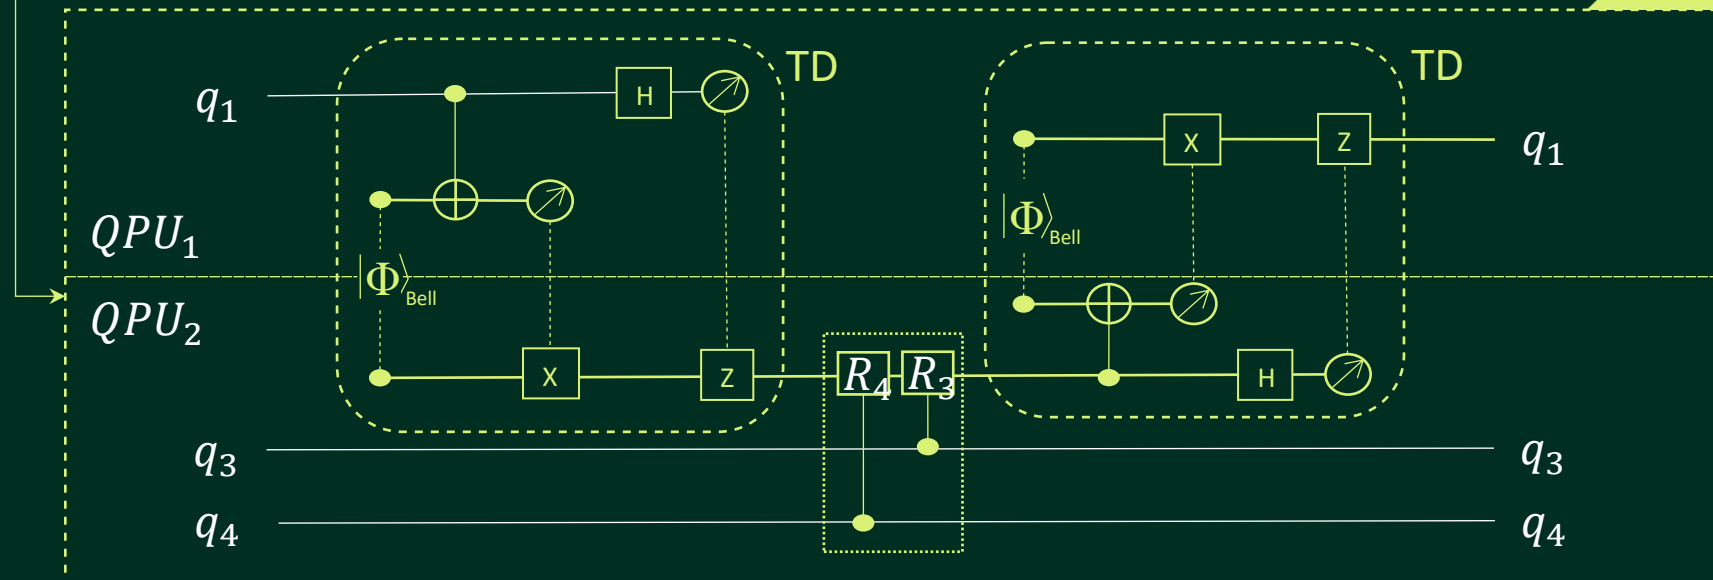 TD
TD
q₁
H
X
Z
q₁
QPU₁
|Φ⟩Bell
|Φ⟩Bell
QPU₂
X
Z
R₄
R₃
H
q₃
q₃
q₄
q₄